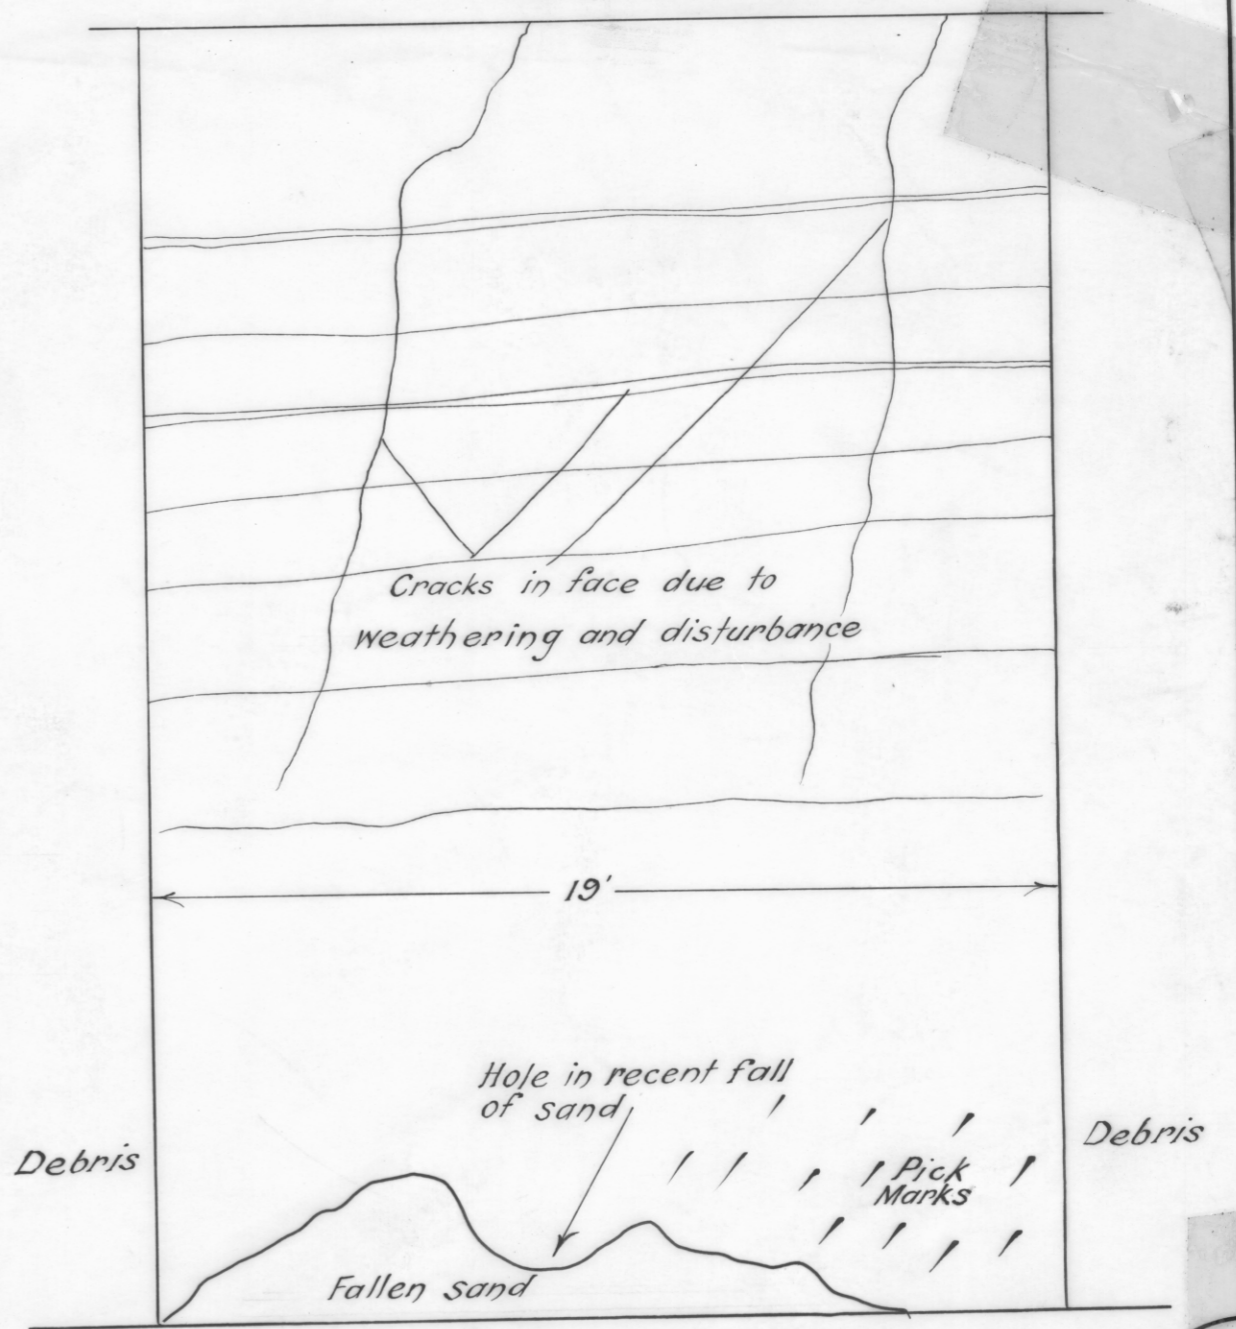 Cracks in face due to
weathering and disturbance
19'
Hole in recent fall
of sand
Debris
Debris
Pick
Marks
Fallen sand